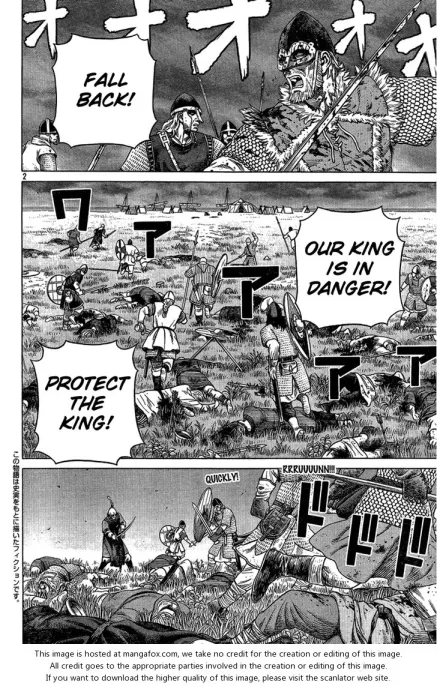 オオオオオ
FALL
BACK!
2
OUR KING
IS IN
DANGER!
ワアアアア
PROTECT
THE
KING!
この物語は史実をもとに描いたフィクションです。
RRRUUUUNN!!!
QUICKLY!
ドドド
This image is hosted at mangafox.com, we take no credit for the creation or editing of this image.
All credit goes to the appropriate parties involved in the creation or editing of this image.
If you want to download the higher quality of this image, please visit the scanlator web site.